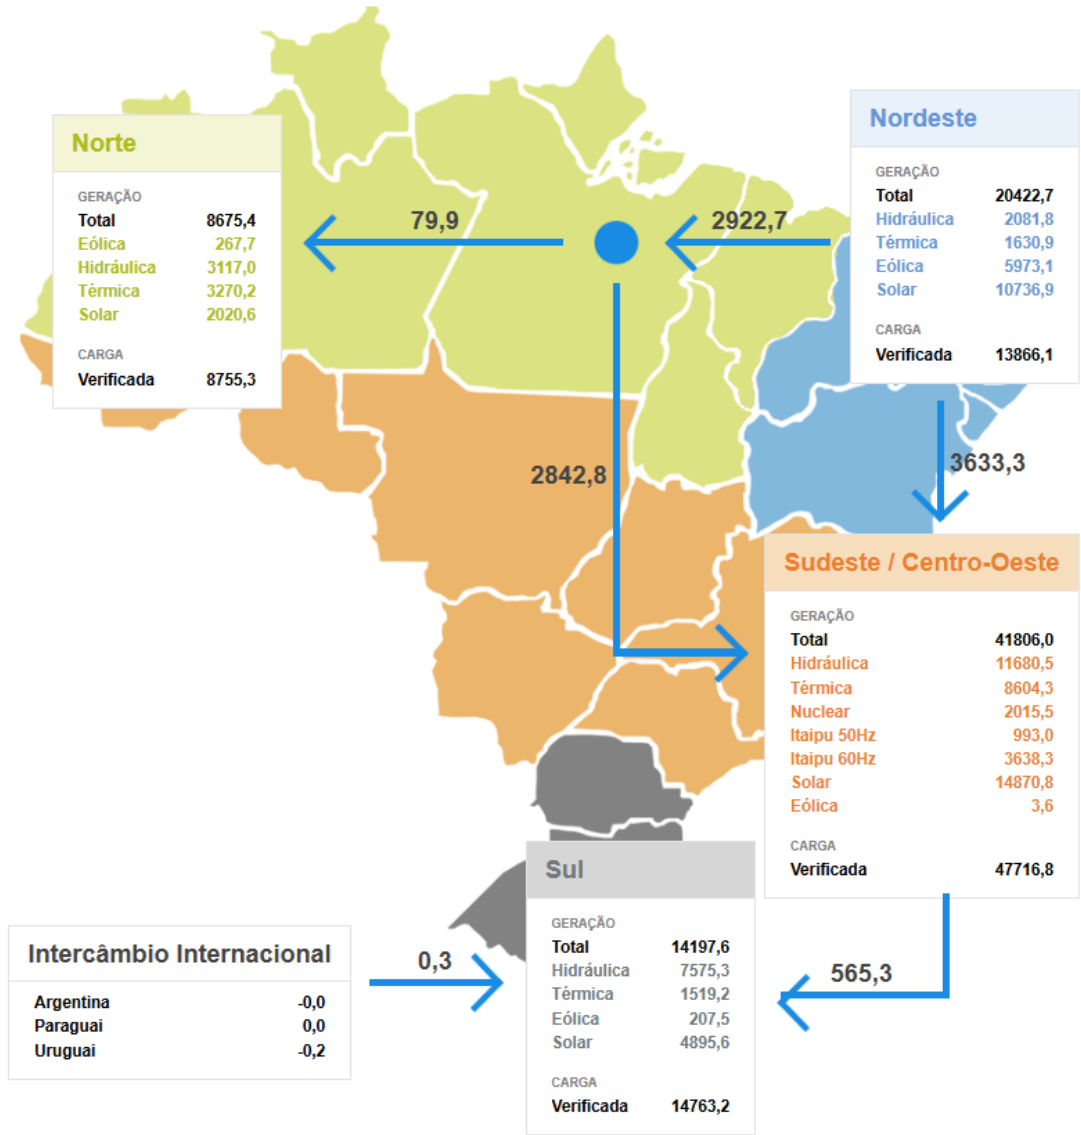 Norte
GERAÇÃO
Total 8675,4
Eólica 267,7
Hidráulica 3117,0
Térmica 3270,2
Solar 2020,6
CARGA
Verificada 8755,3
79,9
2922,7
Nordeste
GERAÇÃO
Total 20422,7
Hidráulica 2081,8
Térmica 1630,9
Eólica 5973,1
Solar 10736,9
CARGA
Verificada 13866,1
2842,8
3633,3
Sudeste / Centro-Oeste
GERAÇÃO
Total 41806,0
Hidráulica 11680,5
Térmica 8604,3
Nuclear 2015,5
Itaipu 50Hz 993,0
Itaipu 60Hz 3638,3
Solar 14870,8
Eólica 3,6
CARGA
Verificada 47716,8
Sul
GERAÇÃO
Total 14197,6
Hidráulica 7575,3
Térmica 1519,2
Eólica 207,5
Solar 4895,6
CARGA
Verificada 14763,2
Intercâmbio Internacional
Argentina -0,0
Paraguai 0,0
Uruguai -0,2
0,3
565,3